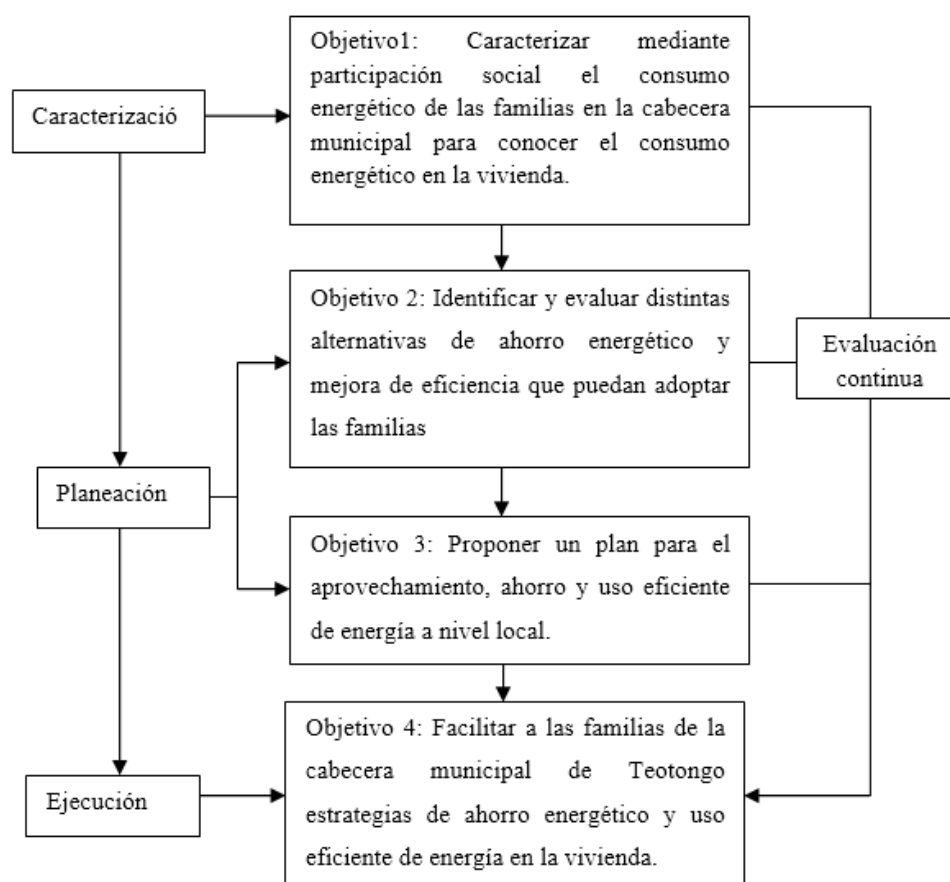 Objetivo1: Caracterizar mediante
participación social el consumo
energético de las familias en la cabecera
municipal para conocer el consumo
energético en la vivienda.
Caracterizació
Objetivo 2: Identificar y evaluar distintas
alternativas de ahorro energético y
mejora de eficiencia que puedan adoptar
las familias
Evaluación
continua
Planeación
Objetivo 3: Proponer un plan para el
aprovechamiento, ahorro y uso eficiente
de energía a nivel local.
Objetivo 4: Facilitar a las familias de la
cabecera municipal de Teotongo
estrategias de ahorro energético y uso
eficiente de energía en la vivienda.
Ejecución